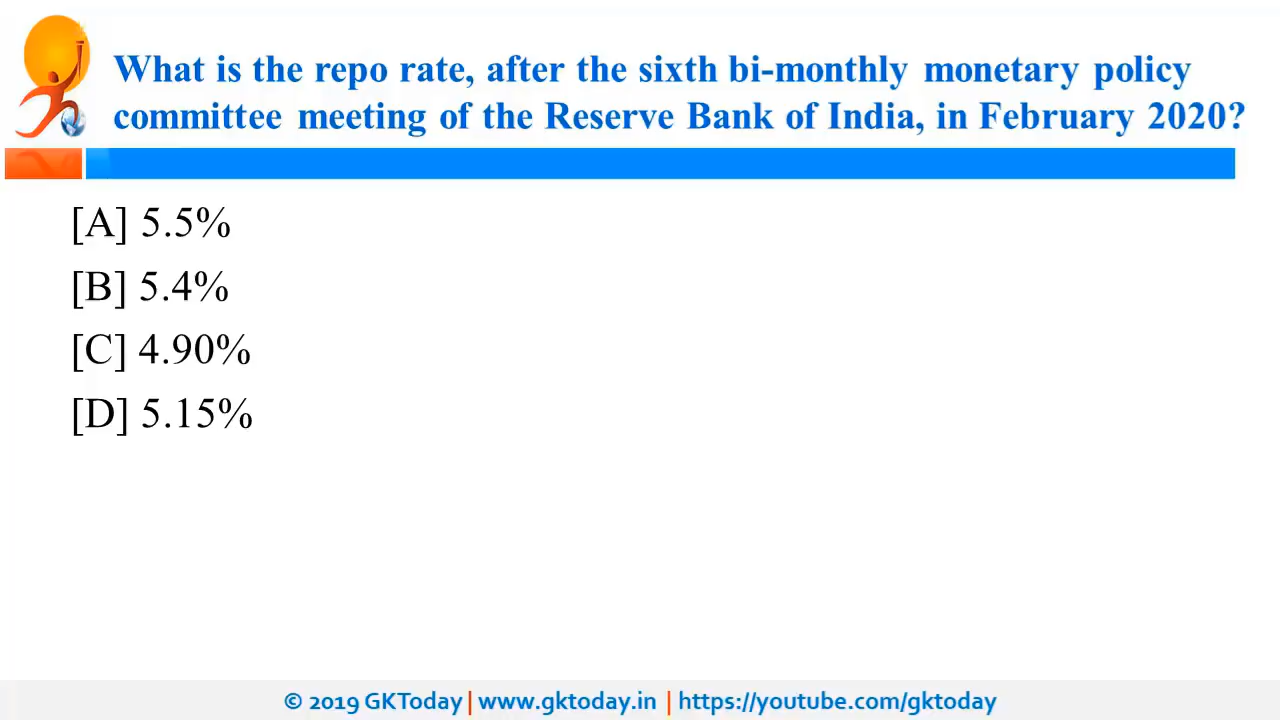 What is the repo rate, after the sixth bi-monthly monetary policy
committee meeting of the Reserve Bank of India, in February 2020?
[A] 5.5%
[B] 5.4%
[C] 4.90%
[D] 5.15%
© 2019 GKToday | www.gktoday.in | https://youtube.com/gktoday